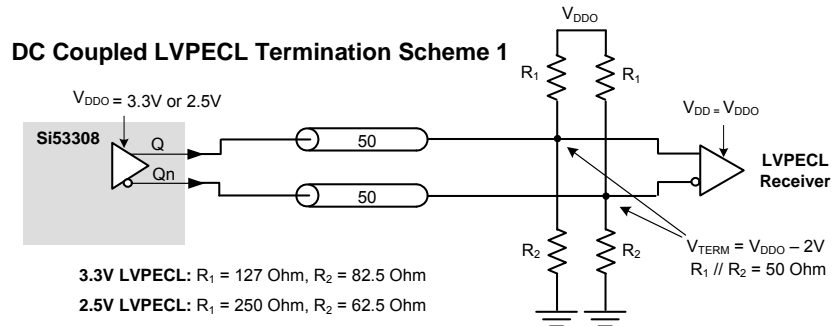 V_DDO
DC Coupled LVPECL Termination Scheme 1
R₁ R₁
V_DDO = 3.3V or 2.5V
V_DD = V_DDO
Si53308
Q
50
LVPECL
Receiver
Qn
50
V_TERM = V_DDO – 2V
R₁ // R₂ = 50 Ohm
R₂ R₂
3.3V LVPECL: R₁ = 127 Ohm, R₂ = 82.5 Ohm
2.5V LVPECL: R₁ = 250 Ohm, R₂ = 62.5 Ohm